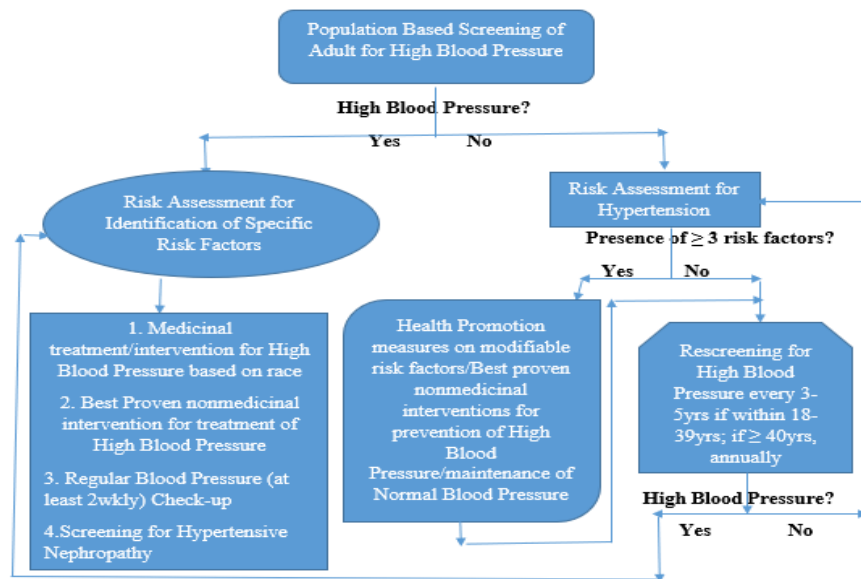 Population Based Screening of
Adult for High Blood Pressure
High Blood Pressure?
Yes No
Risk Assessment for
Identification of Specific
Risk Factors
Risk Assessment for
Hypertension
Presence of ≥ 3 risk factors?
Yes No
1. Medicinal
treatment/intervention for High
Blood Pressure based on race
2. Best Proven nonmedicinal
intervention for treatment of
High Blood Pressure
3. Regular Blood Pressure (at
least 2wkly) Check-up
4.Screening for Hypertensive
Nephropathy
Health Promotion
measures on modifiable
risk factors/Best proven
nonmedicinal
interventions for
prevention of High
Blood
Pressure/maintenance of
Normal Blood Pressure
Rescreening for
High Blood
Pressure every 3-
5yrs if within 18-
39yrs; if ≥ 40yrs,
annually
High Blood Pressure?
Yes No